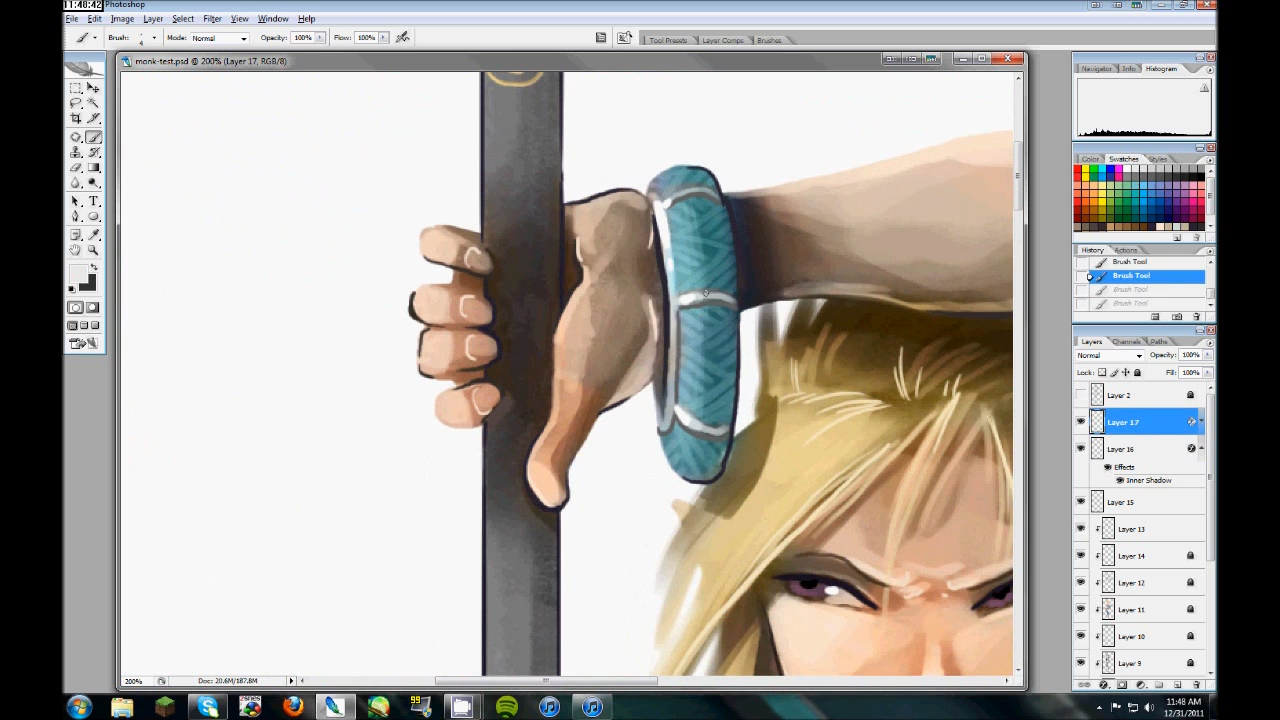 11:48:42 Photoshop
File Edit Image Layer Select Filter View Window Help
Brush: 4 Mode: Normal Opacity: 100% Flow: 100%
Tool Presets Layer Comps Brushes
monk-test.psd @ 200% (Layer 17, RGB/8)
Navigator Info Histogram
Color Swatches Styles
History Actions
Brush Tool
Brush Tool
Brush Tool
Brush Tool
Layers Channels Paths
Normal Opacity: 100%
Lock: Fill: 100%
Layer 2
Layer 17
Layer 16
Effects
Inner Shadow
Layer 15
Layer 13
Layer 14
Layer 12
Layer 11
Layer 10
Layer 9
200% Doc: 20.6M/187.8M
99
11:48 AM
12/31/2011